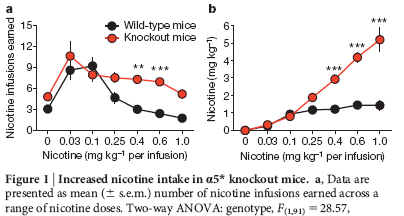 a
Wild-type mice
Knockout mice
Nicotine infusions earned
15
12
9
6
3
0
** ***
0 0.03 0.1 0.25 0.4 0.6 1.0
Nicotine (mg kg⁻¹ per infusion)
b
Nicotine (mg kg⁻¹)
6
5
4
3
2
1
0
***
***
***
0 0.03 0.1 0.25 0.4 0.6 1.0
Nicotine (mg kg⁻¹ per infusion)
Figure 1 | Increased nicotine intake in α5* knockout mice. a, Data are
presented as mean (± s.e.m.) number of nicotine infusions earned across a
range of nicotine doses. Two-way ANOVA: genotype, F(1,91) = 28.57,